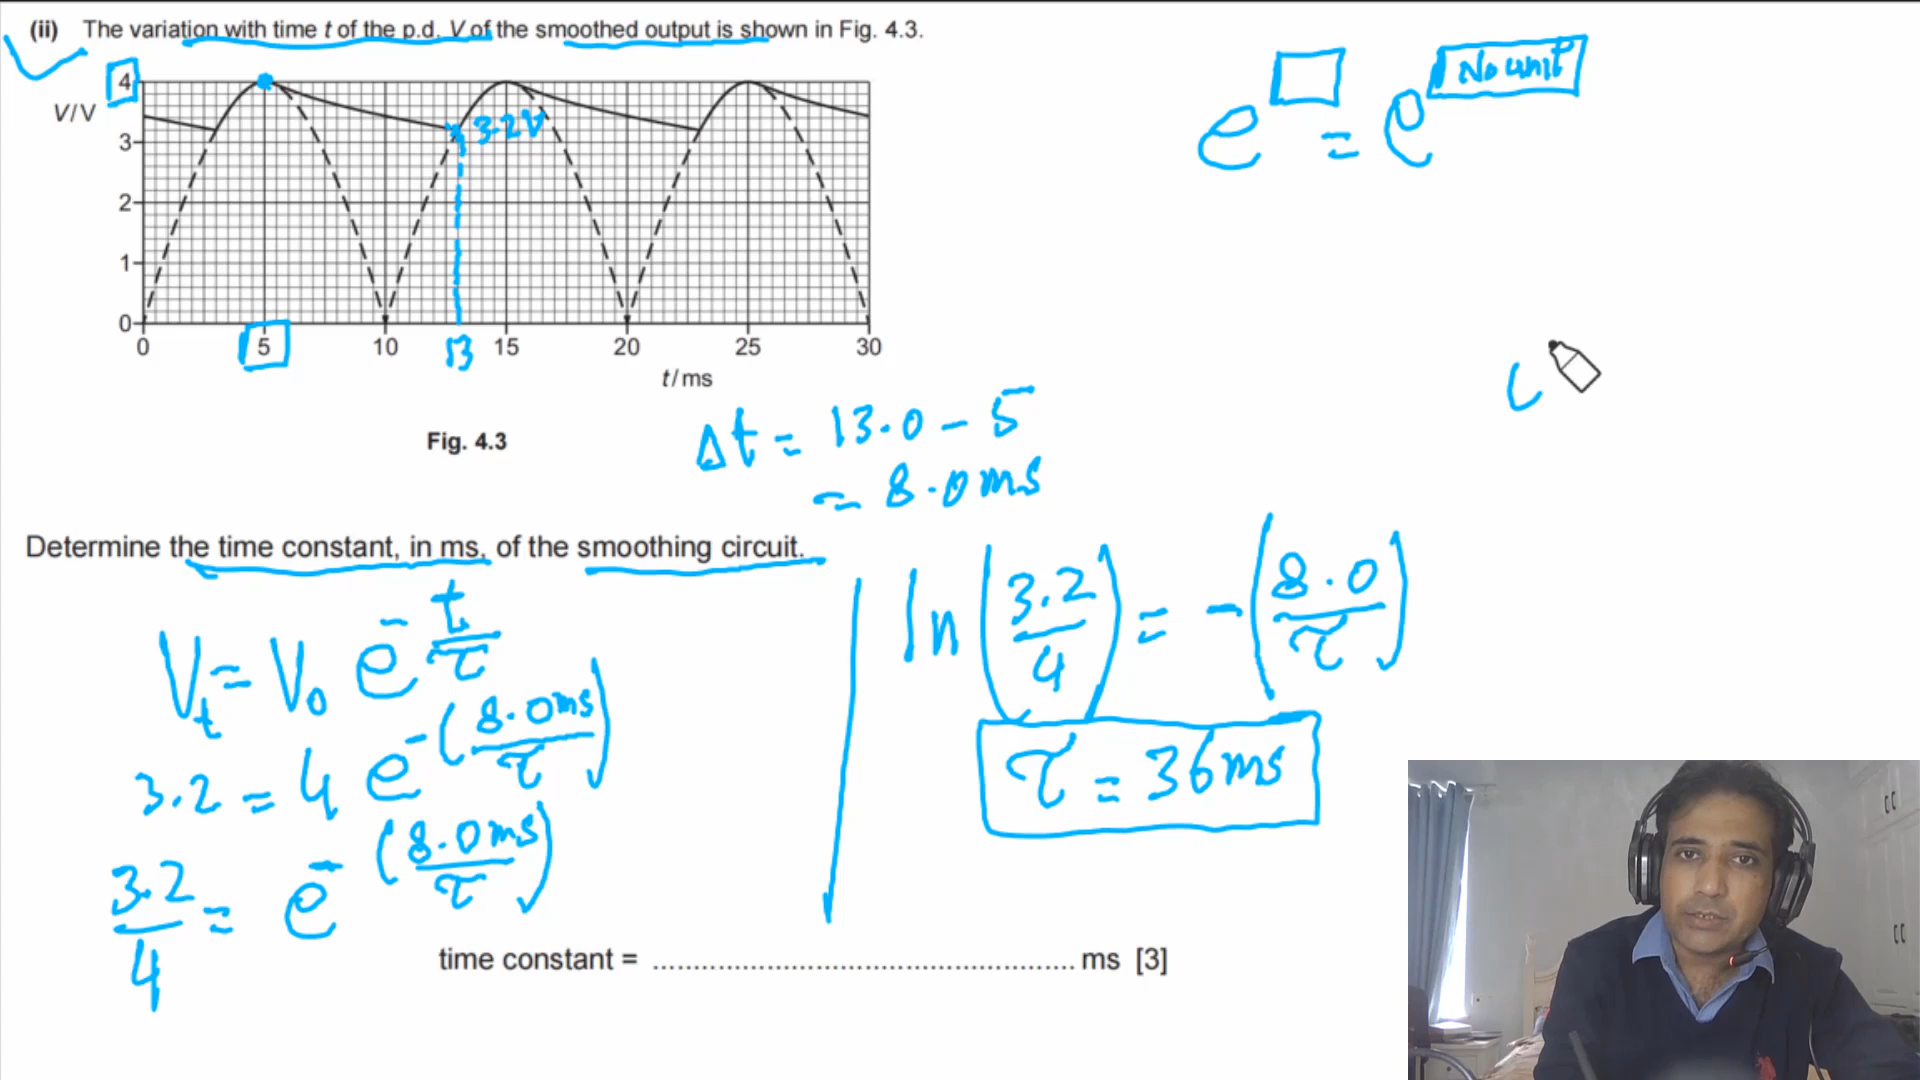 (ii) The variation with time t of the p.d. V of the smoothed output is shown in Fig. 4.3.
V/V
4
3
2
1
0
3.2V
0 5 10 13 15 20 25 30
t/ms
Fig. 4.3
e = e^No unit
Δt = 13.0 - 5
= 8.0 ms
Determine the time constant, in ms, of the smoothing circuit.
V_t = V_0 e^-t/τ
3.2 = 4 e^-(8.0ms/τ)
3.2/4 = e^-(8.0ms/τ)
ln(3.2/4) = -(8.0/τ)
τ = 36ms
time constant = ................................................... ms [3]